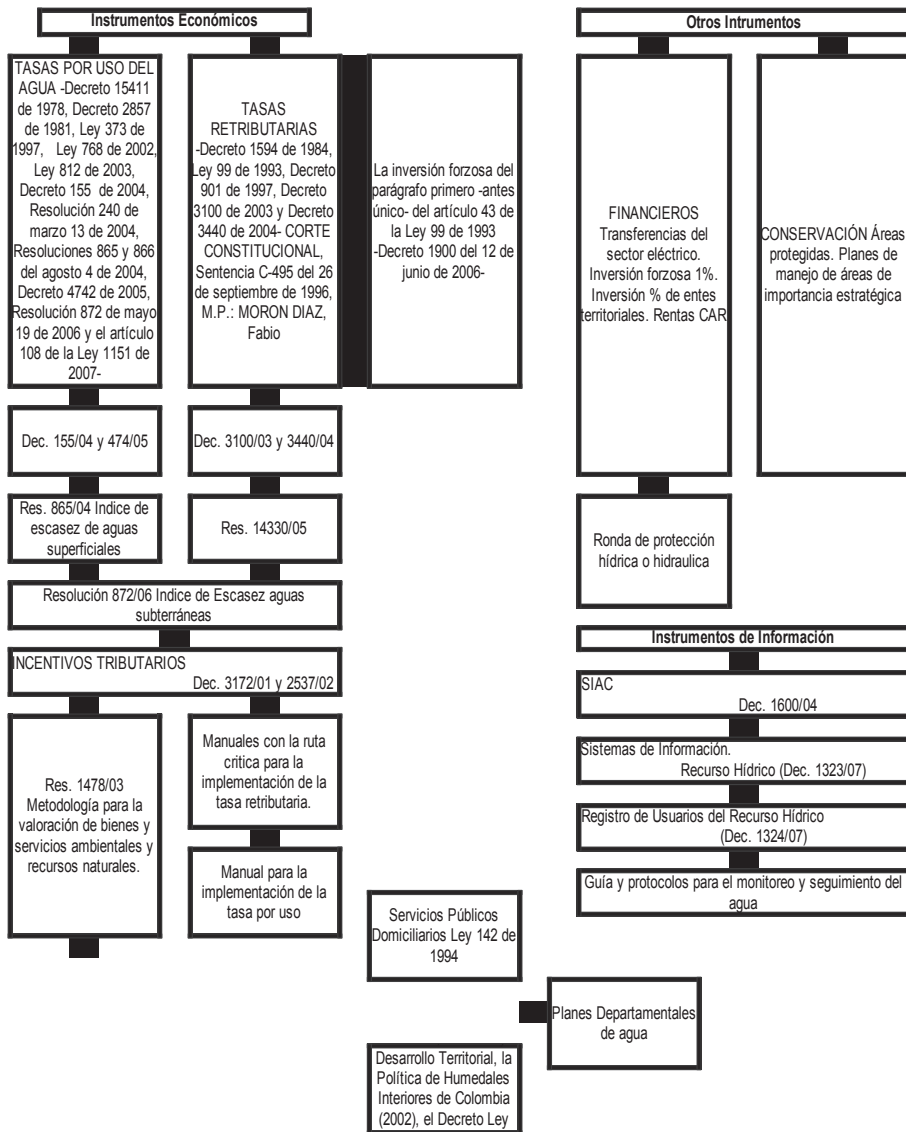 Instrumentos Económicos
TASAS POR USO DEL
AGUA -Decreto 15411
de 1978, Decreto 2857
de 1981, Ley 373 de
1997, Ley 768 de 2002,
Ley 812 de 2003,
Decreto 155 de 2004,
Resolución 240 de
marzo 13 de 2004,
Resoluciones 865 y 866
del agosto 4 de 2004,
Decreto 4742 de 2005,
Resolución 872 de mayo
19 de 2006 y el artículo
108 de la Ley 1151 de
2007-
TASAS
RETRIBUTARIAS
-Decreto 1594 de 1984,
Ley 99 de 1993, Decreto
901 de 1997, Decreto
3100 de 2003 y Decreto
3440 de 2004- CORTE
CONSTITUCIONAL,
Sentencia C-495 del 26
de septiembre de 1996,
M.P.: MORON DIAZ,
Fabio
La inversión forzosa del
parágrafo primero -antes
único- del artículo 43 de
la Ley 99 de 1993
-Decreto 1900 del 12 de
junio de 2006-
Dec. 155/04 y 474/05
Dec. 3100/03 y 3440/04
Res. 865/04 Indice de
escasez de aguas
superficiales
Res. 14330/05
Resolución 872/06 Indice de Escasez aguas
subterráneas
INCENTIVOS TRIBUTARIOS
Dec. 3172/01 y 2537/02
Res. 1478/03
Metodología para la
valoración de bienes y
servicios ambientales y
recursos naturales.
Manuales con la ruta
critica para la
implementación de la
tasa retributaria.
Manual para la
implementación de la
tasa por uso
Otros Intrumentos
FINANCIEROS
Transferencias del
sector eléctrico.
Inversión forzosa 1%.
Inversión % de entes
territoriales. Rentas CAR
CONSERVACIÓN Áreas
protegidas. Planes de
manejo de áreas de
importancia estratégica
Ronda de protección
hídrica o hidraulica
Instrumentos de Información
SIAC
Dec. 1600/04
Sistemas de Información.
Recurso Hídrico (Dec. 1323/07)
Registro de Usuarios del Recurso Hídrico
(Dec. 1324/07)
Guía y protocolos para el monitoreo y seguimiento del
agua
Servicios Públicos
Domiciliarios Ley 142 de
1994
Planes Departamentales
de agua
Desarrollo Territorial, la
Política de Humedales
Interiores de Colombia
(2002), el Decreto Ley